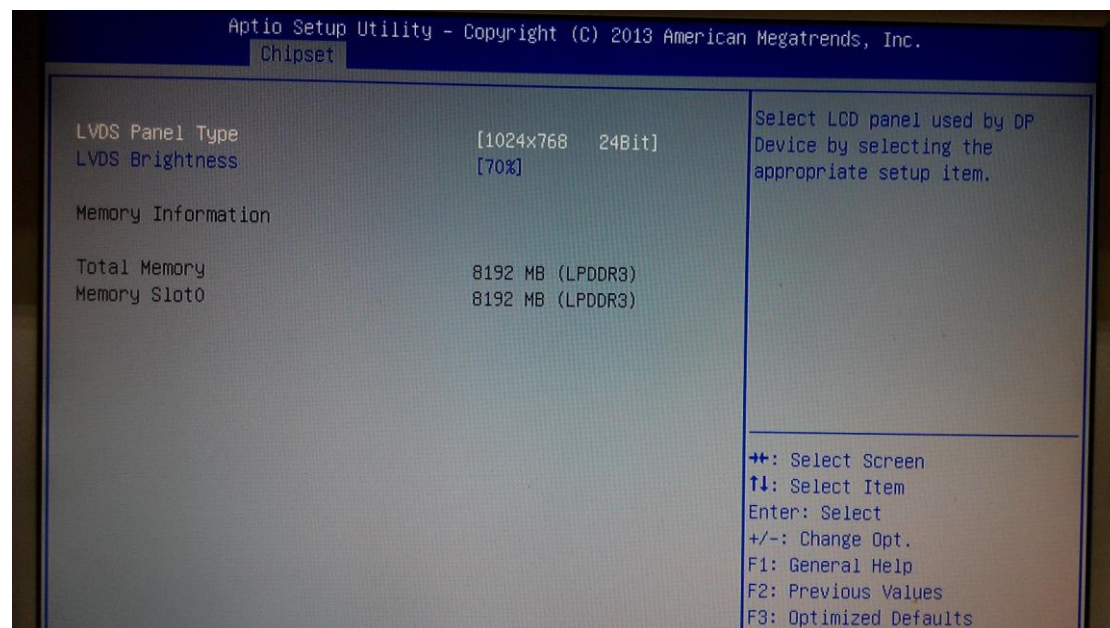 Aptio Setup Utility – Copyright (C) 2013 American Megatrends, Inc.
Chipset
LVDS Panel Type [1024x768 24Bit]
LVDS Brightness [70%]
Memory Information
Total Memory 8192 MB (LPDDR3)
Memory Slot0 8192 MB (LPDDR3)
Select LCD panel used by DP
Device by selecting the
appropriate setup item.
→←: Select Screen
↑↓: Select Item
Enter: Select
+/-: Change Opt.
F1: General Help
F2: Previous Values
F3: Optimized Defaults